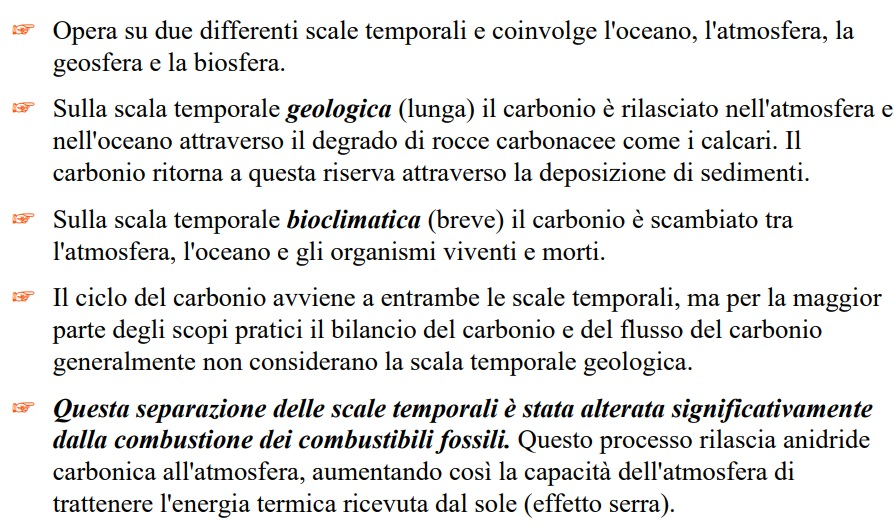 Opera su due differenti scale temporali e coinvolge l'oceano, l'atmosfera, la
geosfera e la biosfera.
Sulla scala temporale geologica (lunga) il carbonio è rilasciato nell'atmosfera e
nell'oceano attraverso il degrado di rocce carbonacee come i calcari. Il
carbonio ritorna a questa riserva attraverso la deposizione di sedimenti.
Sulla scala temporale bioclimatica (breve) il carbonio è scambiato tra
l'atmosfera, l'oceano e gli organismi viventi e morti.
Il ciclo del carbonio avviene a entrambe le scale temporali, ma per la maggior
parte degli scopi pratici il bilancio del carbonio e del flusso del carbonio
generalmente non considerano la scala temporale geologica.
Questa separazione delle scale temporali è stata alterata significativamente
dalla combustione dei combustibili fossili. Questo processo rilascia anidride
carbonica all'atmosfera, aumentando così la capacità dell'atmosfera di
trattenere l'energia termica ricevuta dal sole (effetto serra).